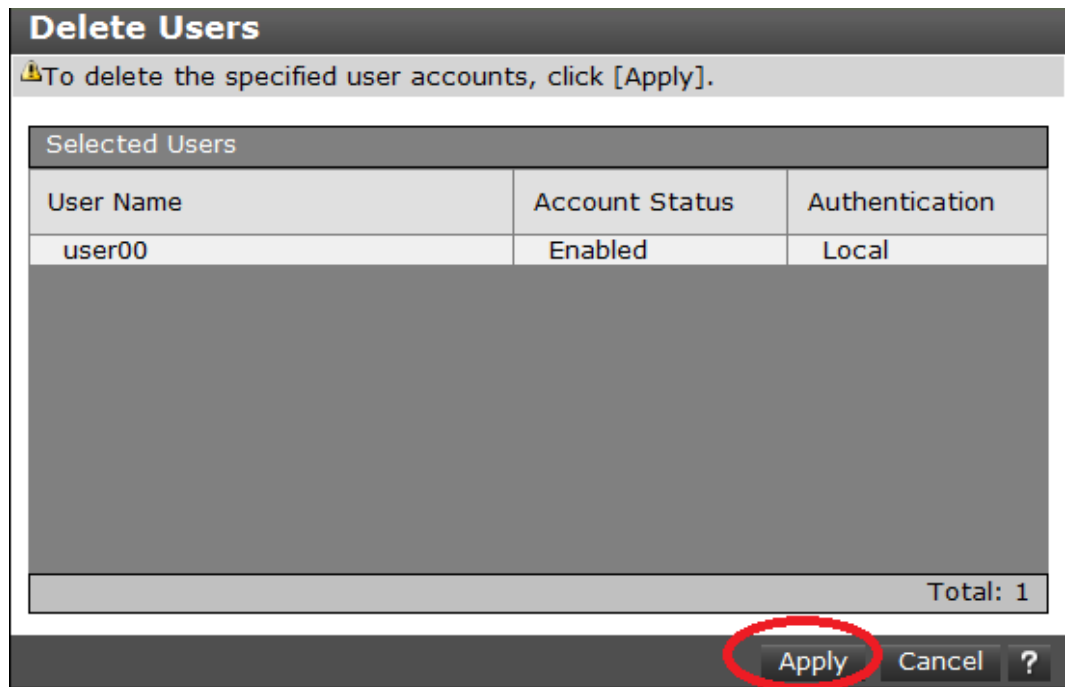 Delete Users
To delete the specified user accounts, click [Apply].
Selected Users
User Name Account Status Authentication
user00 Enabled Local
Total: 1
Apply Cancel ?